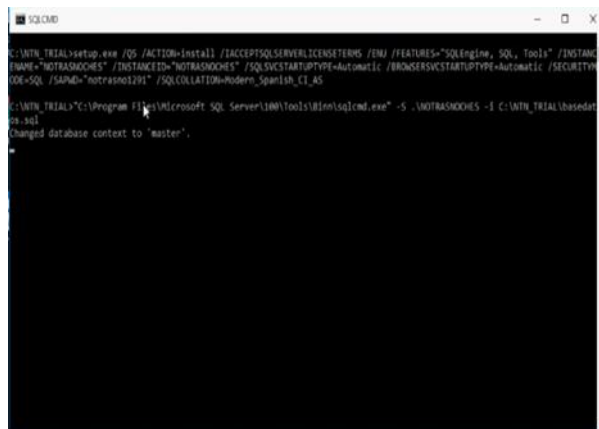 SQLCMD
C:\NTN_TRIAL>setup.exe /QS /ACTION=install /IACCEPTSQLSERVERLICENSETERMS /ENU /FEATURES="SQLEngine, SQL, Tools" /INSTANC
ENAME="NOTRASNOCHES" /INSTANCEID="NOTRASNOCHES" /SQLSVCSTARTUPTYPE=Automatic /BROWSERSVCSTARTUPTYPE=Automatic /SECURITYM
ODE=SQL /SAPWD="notrasno1291" /SQLCOLLATION=Modern_Spanish_CI_AS
C:\NTN_TRIAL>"C:\Program Files\Microsoft SQL Server\100\Tools\Binn\sqlcmd.exe" -S .\NOTRASNOCHES -i C:\NTN_TRIAL\basedat
os.sql
Changed database context to 'master'.